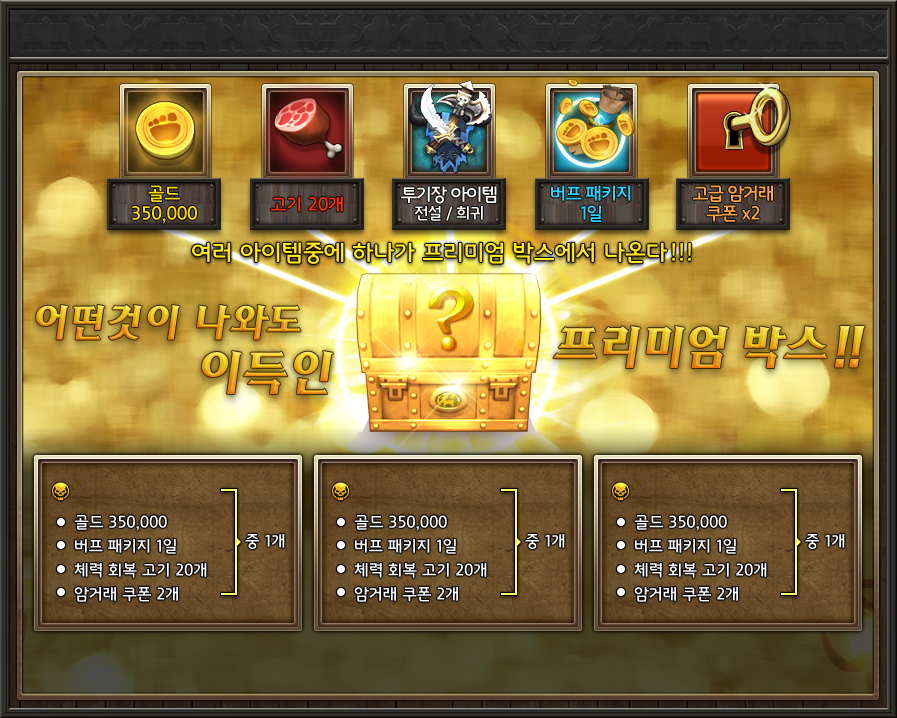 골드
350,000
고기 20개
투기장 아이템
전설 / 희귀
버프 패키지
1일
고급 암거래
쿠폰 x2
여러 아이템중에 하나가 프리미엄 박스에서 나온다!!!
어떤것이 나와도
이득인
?
프리미엄 박스!!
골드 350,000
버프 패키지 1일
체력 회복 고기 20개
암거래 쿠폰 2개
중 1개
골드 350,000
버프 패키지 1일
체력 회복 고기 20개
암거래 쿠폰 2개
중 1개
골드 350,000
버프 패키지 1일
체력 회복 고기 20개
암거래 쿠폰 2개
중 1개